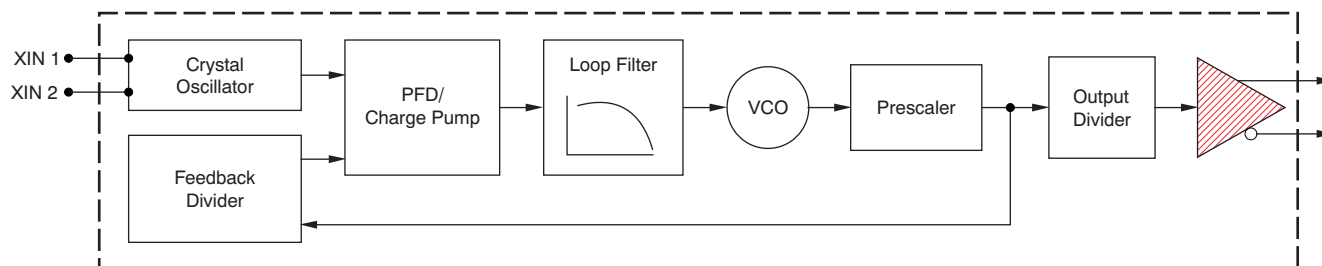 XIN 1
XIN 2
Crystal
Oscillator
Feedback
Divider
PFD/
Charge Pump
Loop Filter
VCO
Prescaler
Output
Divider